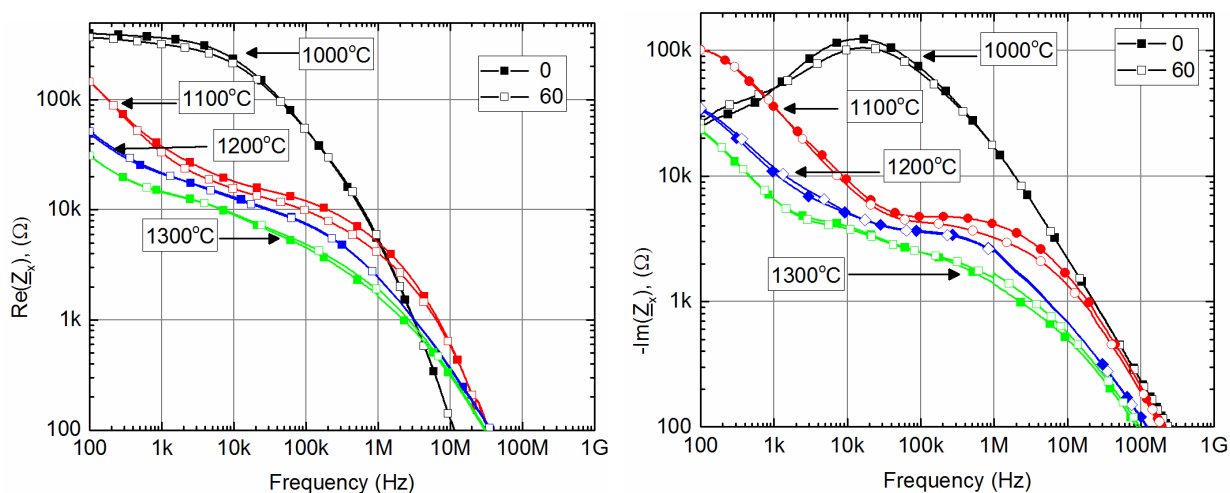 1000°C
0
60
100k
1100°C
1200°C
10k
1300°C
1k
100
100 1k 10k 100k 1M 10M 100M 1G
Frequency (Hz)
Re(Z_x), (Ω)
100k
1000°C
0
60
1100°C
10k
1200°C
1300°C
1k
100
100 1k 10k 100k 1M 10M 100M 1G
Frequency (Hz)
-Im(Z_x), (Ω)